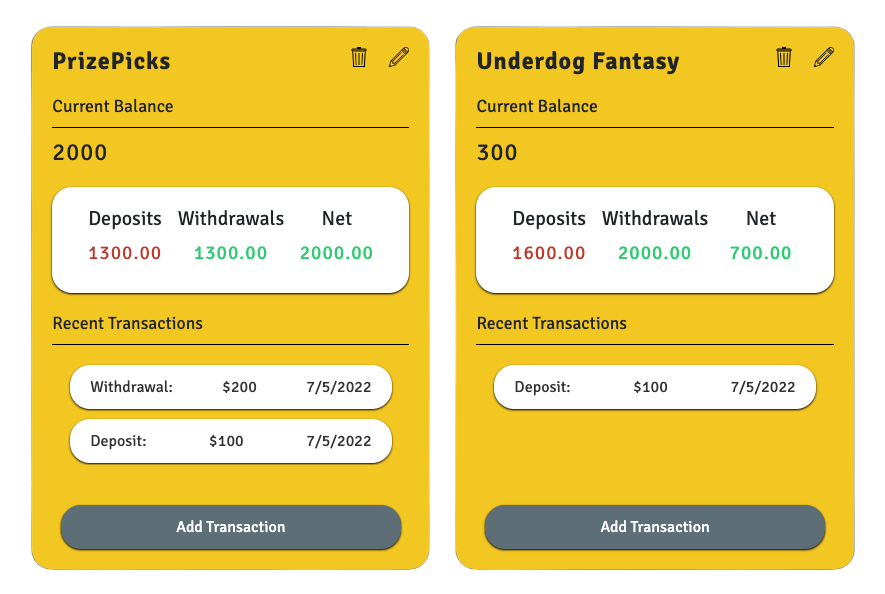 PrizePicks
Current Balance
2000
Deposits Withdrawals Net
1300.00 1300.00 2000.00
Recent Transactions
Withdrawal: $200 7/5/2022
Deposit: $100 7/5/2022
Add Transaction
Underdog Fantasy
Current Balance
300
Deposits Withdrawals Net
1600.00 2000.00 700.00
Recent Transactions
Deposit: $100 7/5/2022
Add Transaction